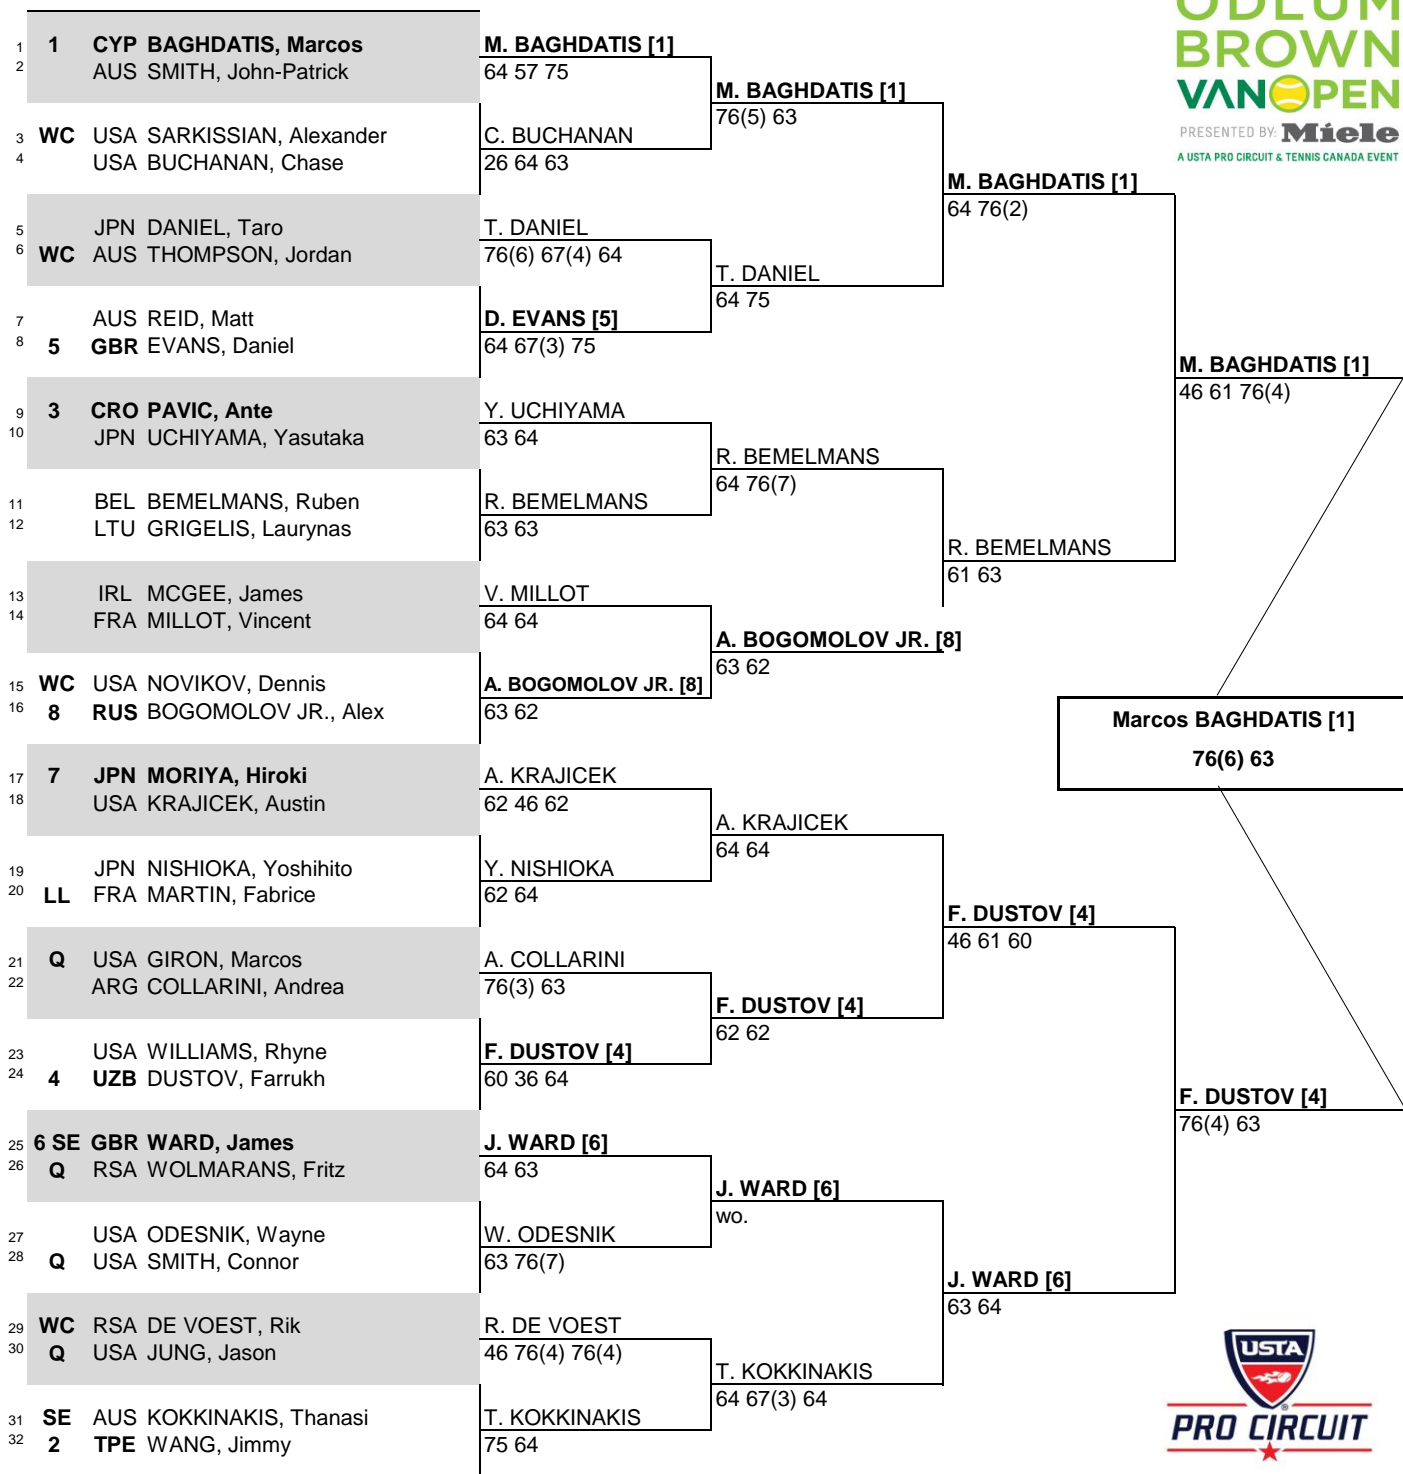 ODLUM
BROWN
VANOPEN
PRESENTED BY: Miele
A USTA PRO CIRCUIT & TENNIS CANADA EVENT
1 1 CYP BAGHDATIS, Marcos
2 AUS SMITH, John-Patrick
3 WC USA SARKISSIAN, Alexander
4 USA BUCHANAN, Chase
5 JPN DANIEL, Taro
6 WC AUS THOMPSON, Jordan
7 AUS REID, Matt
8 5 GBR EVANS, Daniel
9 3 CRO PAVIC, Ante
10 JPN UCHIYAMA, Yasutaka
11 BEL BEMELMANS, Ruben
12 LTU GRIGELIS, Laurynas
13 IRL MCGEE, James
14 FRA MILLOT, Vincent
15 WC USA NOVIKOV, Dennis
16 8 RUS BOGOMOLOV JR., Alex
17 7 JPN MORIYA, Hiroki
18 USA KRAJICEK, Austin
19 JPN NISHIOKA, Yoshihito
20 LL FRA MARTIN, Fabrice
21 Q USA GIRON, Marcos
22 ARG COLLARINI, Andrea
23 USA WILLIAMS, Rhyne
24 4 UZB DUSTOV, Farrukh
25 6 SE GBR WARD, James
26 Q RSA WOLMARANS, Fritz
27 USA ODESNIK, Wayne
28 Q USA SMITH, Connor
29 WC RSA DE VOEST, Rik
30 Q USA JUNG, Jason
31 SE AUS KOKKINAKIS, Thanasi
32 2 TPE WANG, Jimmy
M. BAGHDATIS [1]
64 57 75
C. BUCHANAN
26 64 63
T. DANIEL
76(6) 67(4) 64
D. EVANS [5]
64 67(3) 75
Y. UCHIYAMA
63 64
R. BEMELMANS
63 63
V. MILLOT
64 64
A. BOGOMOLOV JR. [8]
63 62
A. KRAJICEK
62 46 62
Y. NISHIOKA
62 64
A. COLLARINI
76(3) 63
F. DUSTOV [4]
60 36 64
J. WARD [6]
64 63
W. ODESNIK
63 76(7)
R. DE VOEST
46 76(4) 76(4)
T. KOKKINAKIS
75 64
M. BAGHDATIS [1]
76(5) 63
T. DANIEL
64 75
R. BEMELMANS
64 76(7)
A. BOGOMOLOV JR. [8]
63 62
A. KRAJICEK
64 64
F. DUSTOV [4]
62 62
J. WARD [6]
wo.
T. KOKKINAKIS
64 67(3) 64
M. BAGHDATIS [1]
64 76(2)
R. BEMELMANS
61 63
F. DUSTOV [4]
46 61 60
J. WARD [6]
63 64
M. BAGHDATIS [1]
46 61 76(4)
F. DUSTOV [4]
76(4) 63
Marcos BAGHDATIS [1]
76(6) 63
USTA
PRO CIRCUIT